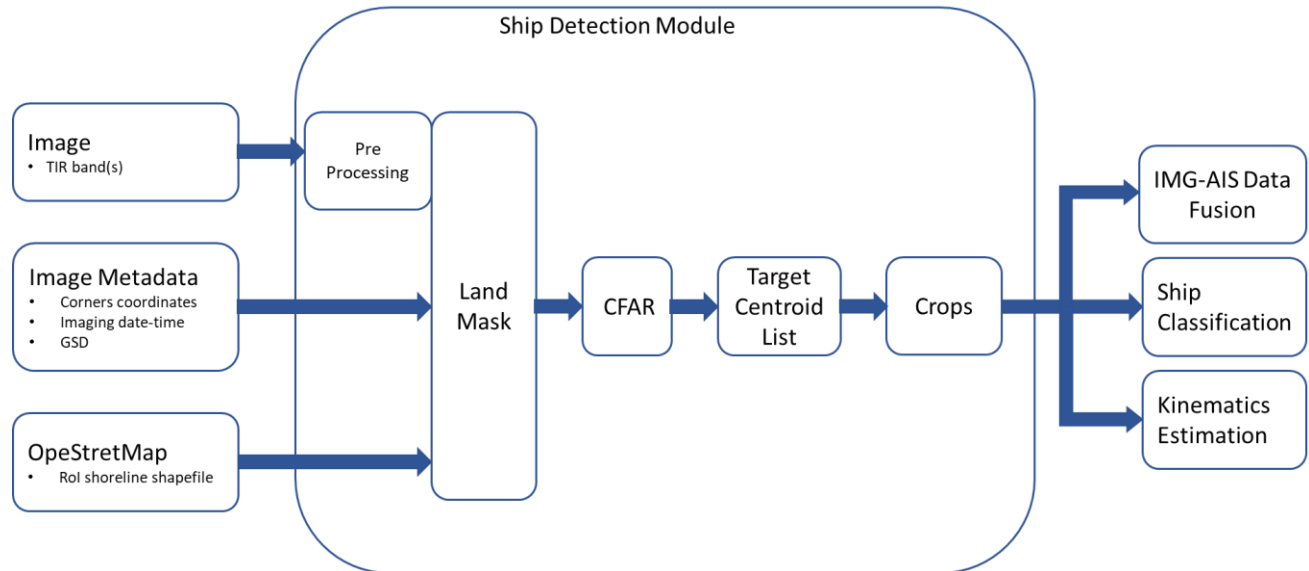 Ship Detection Module
Image
• TIR band(s)
Pre
Processing
Image Metadata
• Corners coordinates
• Imaging date-time
• GSD
OpeStretMap
• RoI shoreline shapefile
Land
Mask
CFAR
Target
Centroid
List
Crops
IMG-AIS Data
Fusion
Ship
Classification
Kinematics
Estimation